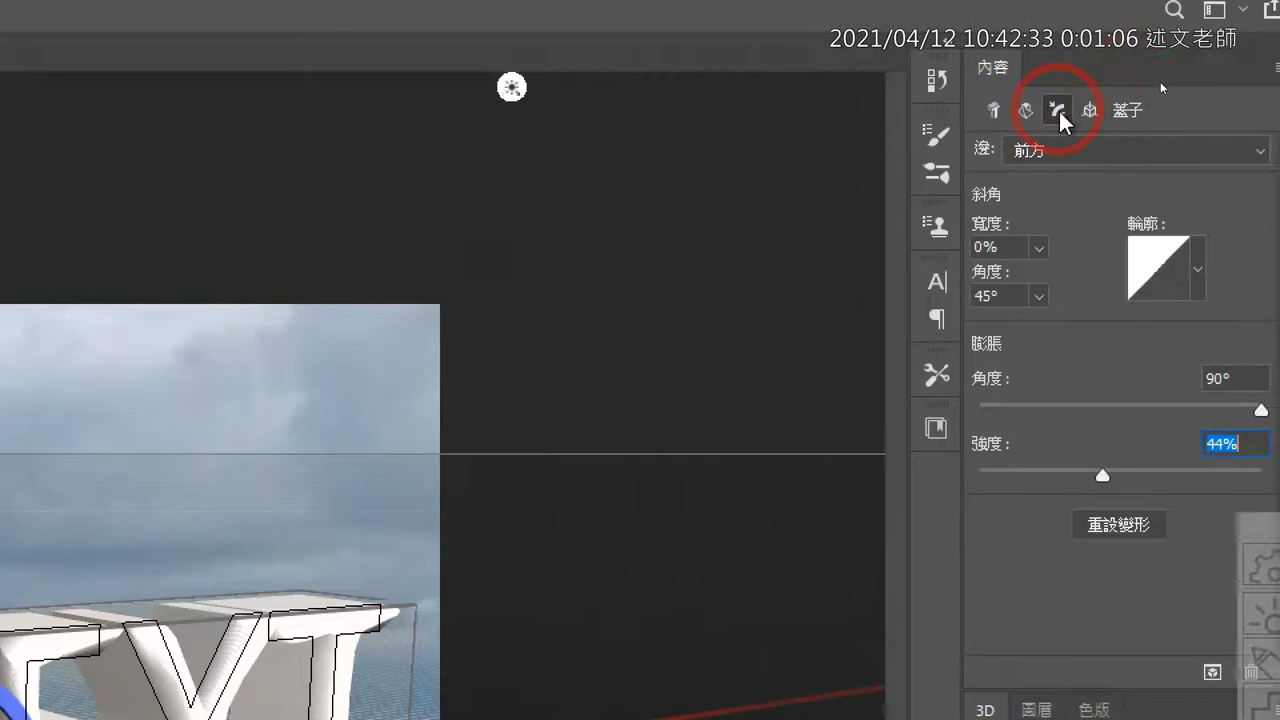 2021/04/12 10:42:33 0:01:06 述文老師
內容
蓋子
邊: 前方
斜角
寬度: 輪廓:
0%
角度:
45°
膨脹
角度: 90°
強度: 44%
重設變形
3D 圖層 色版